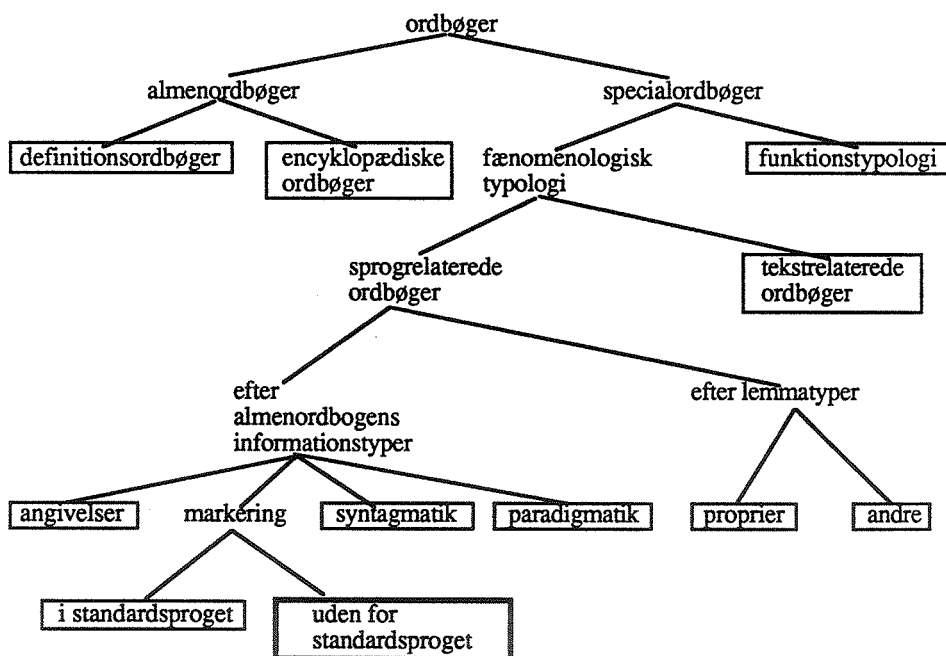 ordbøger
almenordbøger
specialordbøger
definitionsordbøger
encyklopædiske
ordbøger
fænomenologisk
typologi
funktionstypologi
sprogrelaterede
ordbøger
tekstrelaterede
ordbøger
efter
almenordbogens
informationstyper
efter lemmatyper
angivelser
markering
syntagmatik
paradigmatik
proprier
andre
i standardsproget
uden for
standardsproget